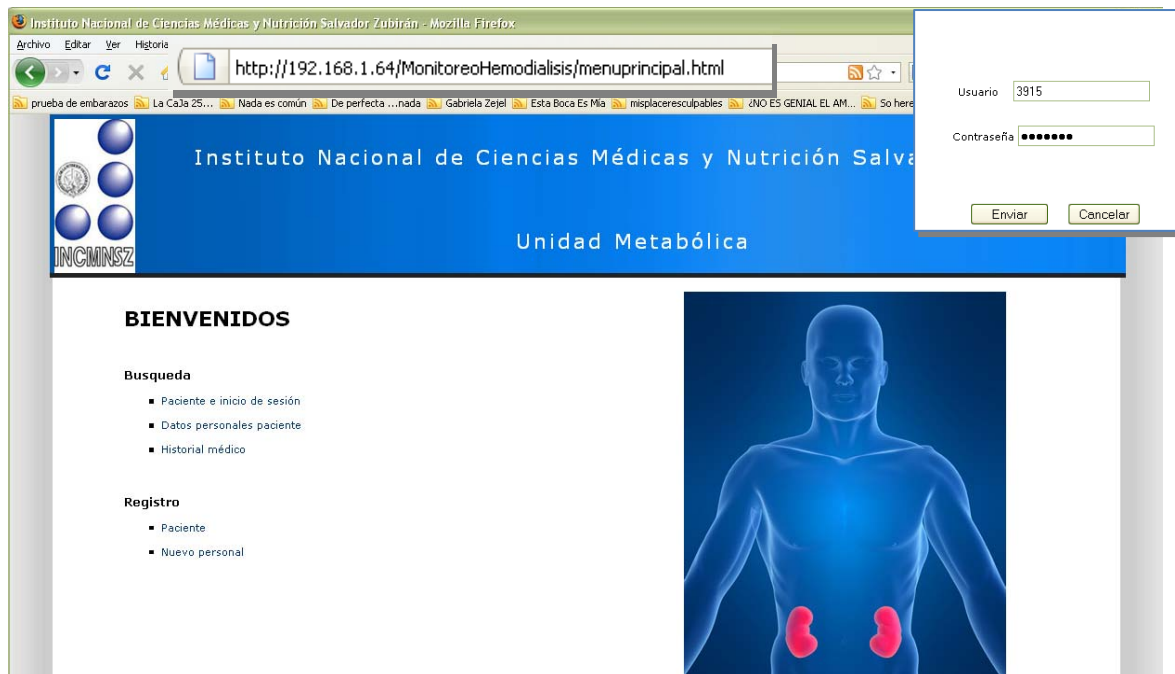 Instituto Nacional de Ciencias Médicas y Nutrición Salvador Zubirán - Mozilla Firefox
Archivo Editar Ver Historia
http://192.168.1.64/MonitoreoHemodialisis/menuprincipal.html
prueba de embarazos La CaJa 25... Nada es común De perfecta ...nada Gabriela Zejel Esta Boca Es Mía misplaceresculpables ¿NO ES GENIAL EL AM... So here
Usuario 3915
Contraseña ●●●●●●●
Enviar Cancelar
Instituto Nacional de Ciencias Médicas y Nutrición Salva
Unidad Metabólica
INCMNSZ
BIENVENIDOS
Busqueda
Paciente e inicio de sesión
Datos personales paciente
Historial médico
Registro
Paciente
Nuevo personal